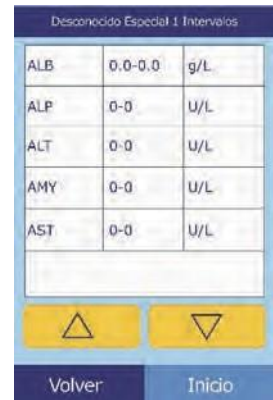 Desconocido Especial 1 Intervalos
ALB 0.0-0.0 g/L
ALP 0-0 U/L
ALT 0-0 U/L
AMY 0-0 U/L
AST 0-0 U/L
Volver Inicio